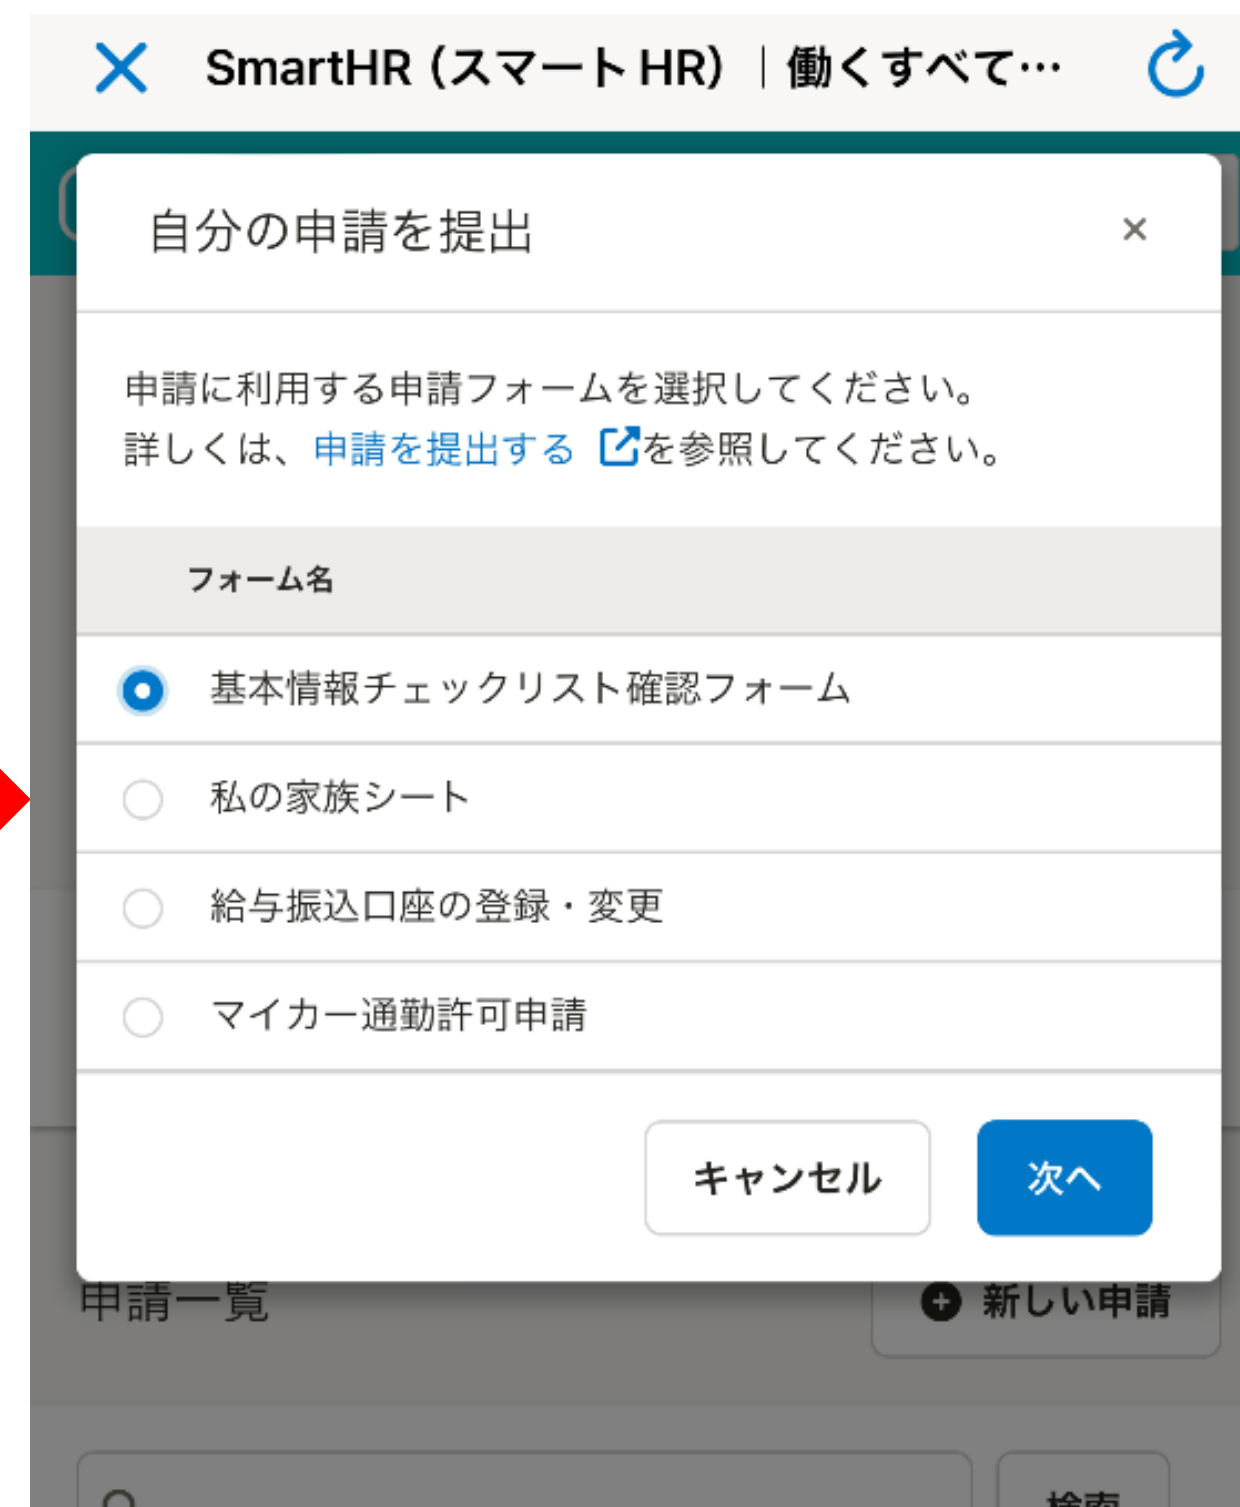 SmartHR（スマートHR）｜働くすべて…
自分の申請を提出
申請に利用する申請フォームを選択してください。
詳しくは、申請を提出する を参照してください。
フォーム名
基本情報チェックリスト確認フォーム
私の家族シート
給与振込口座の登録・変更
マイカー通勤許可申請
キャンセル
次へ
申請一覧
新しい申請
検索